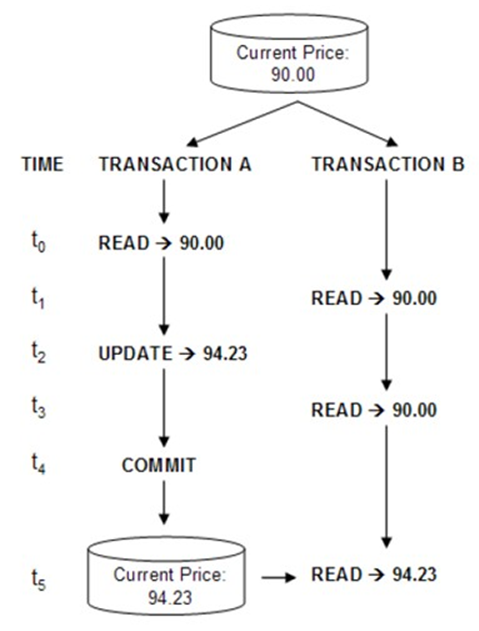 Current Price:
90.00
TIME TRANSACTION A TRANSACTION B
t₀ READ → 90.00
t₁ READ → 90.00
t₂ UPDATE → 94.23
t₃ READ → 90.00
t₄ COMMIT
Current Price:
t₅ READ → 94.23
94.23